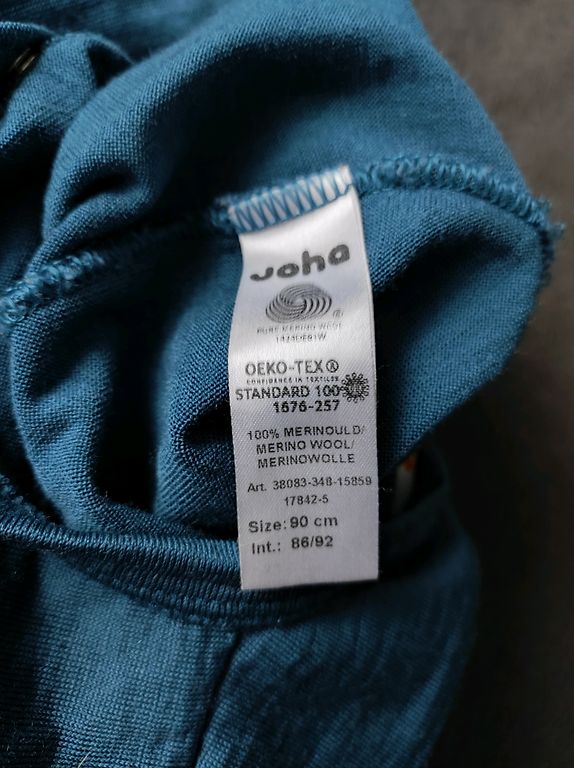 joha
®
PURE MERINO WOOL
1424DE91W
OEKO-TEX®
CONFIDENCE IN TEXTILES
STANDARD 100
1676-257
100% MERINOULD/
MERINO WOOL/
MERINOWOLLE
Art. 38083-348-15859
17842-5
Size: 90 cm
Int.: 86/92